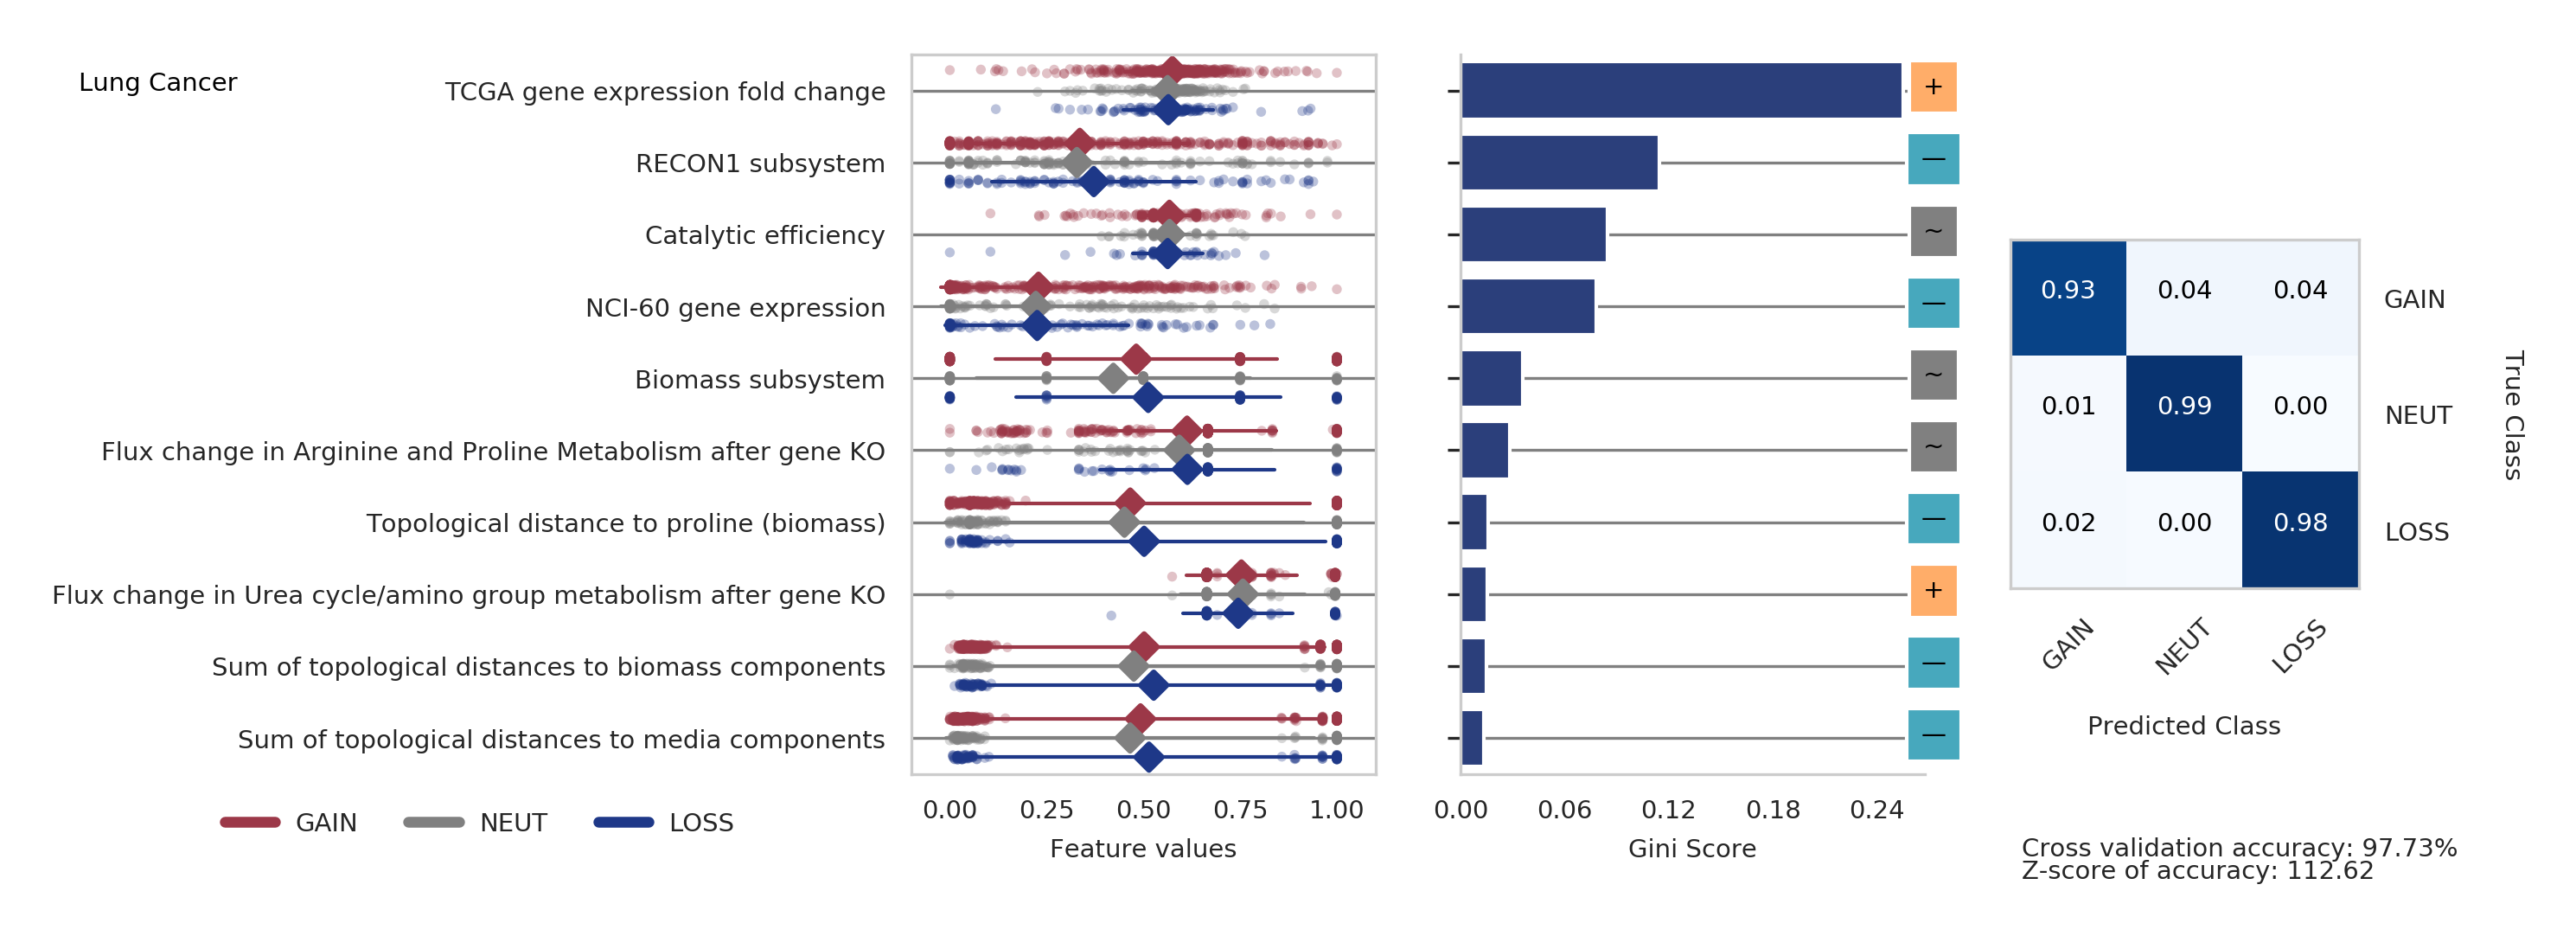 Lung Cancer
TCGA gene expression fold change
RECON1 subsystem
Catalytic efficiency
NCI-60 gene expression
Biomass subsystem
Flux change in Arginine and Proline Metabolism after gene KO
Topological distance to proline (biomass)
Flux change in Urea cycle/amino group metabolism after gene KO
Sum of topological distances to biomass components
Sum of topological distances to media components
GAIN NEUT LOSS
0.00 0.25 0.50 0.75 1.00
Feature values
+
—
~
—
~
~
—
+
—
—
0.00 0.06 0.12 0.18 0.24
Gini Score
0.93 0.04 0.04 GAIN
0.01 0.99 0.00 NEUT
0.02 0.00 0.98 LOSS
True Class
GAIN NEUT LOSS
Predicted Class
Cross validation accuracy: 97.73%
Z-score of accuracy: 112.62